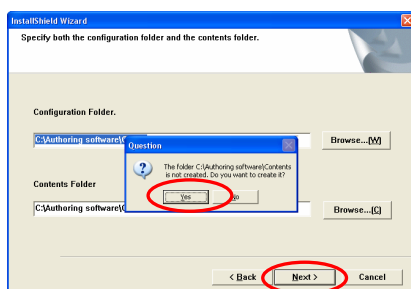 InstallShield Wizard
Specify both the configuration folder and the contents folder.
Configuration Folder.
C:\Authoring software\Co
Browse...(W)
Question
The folder C:\Authoring software\Contents
is not created. Do you want to create it?
Yes
No
Contents Folder
C:\Authoring software\C
Browse...(C)
< Back
Next >
Cancel